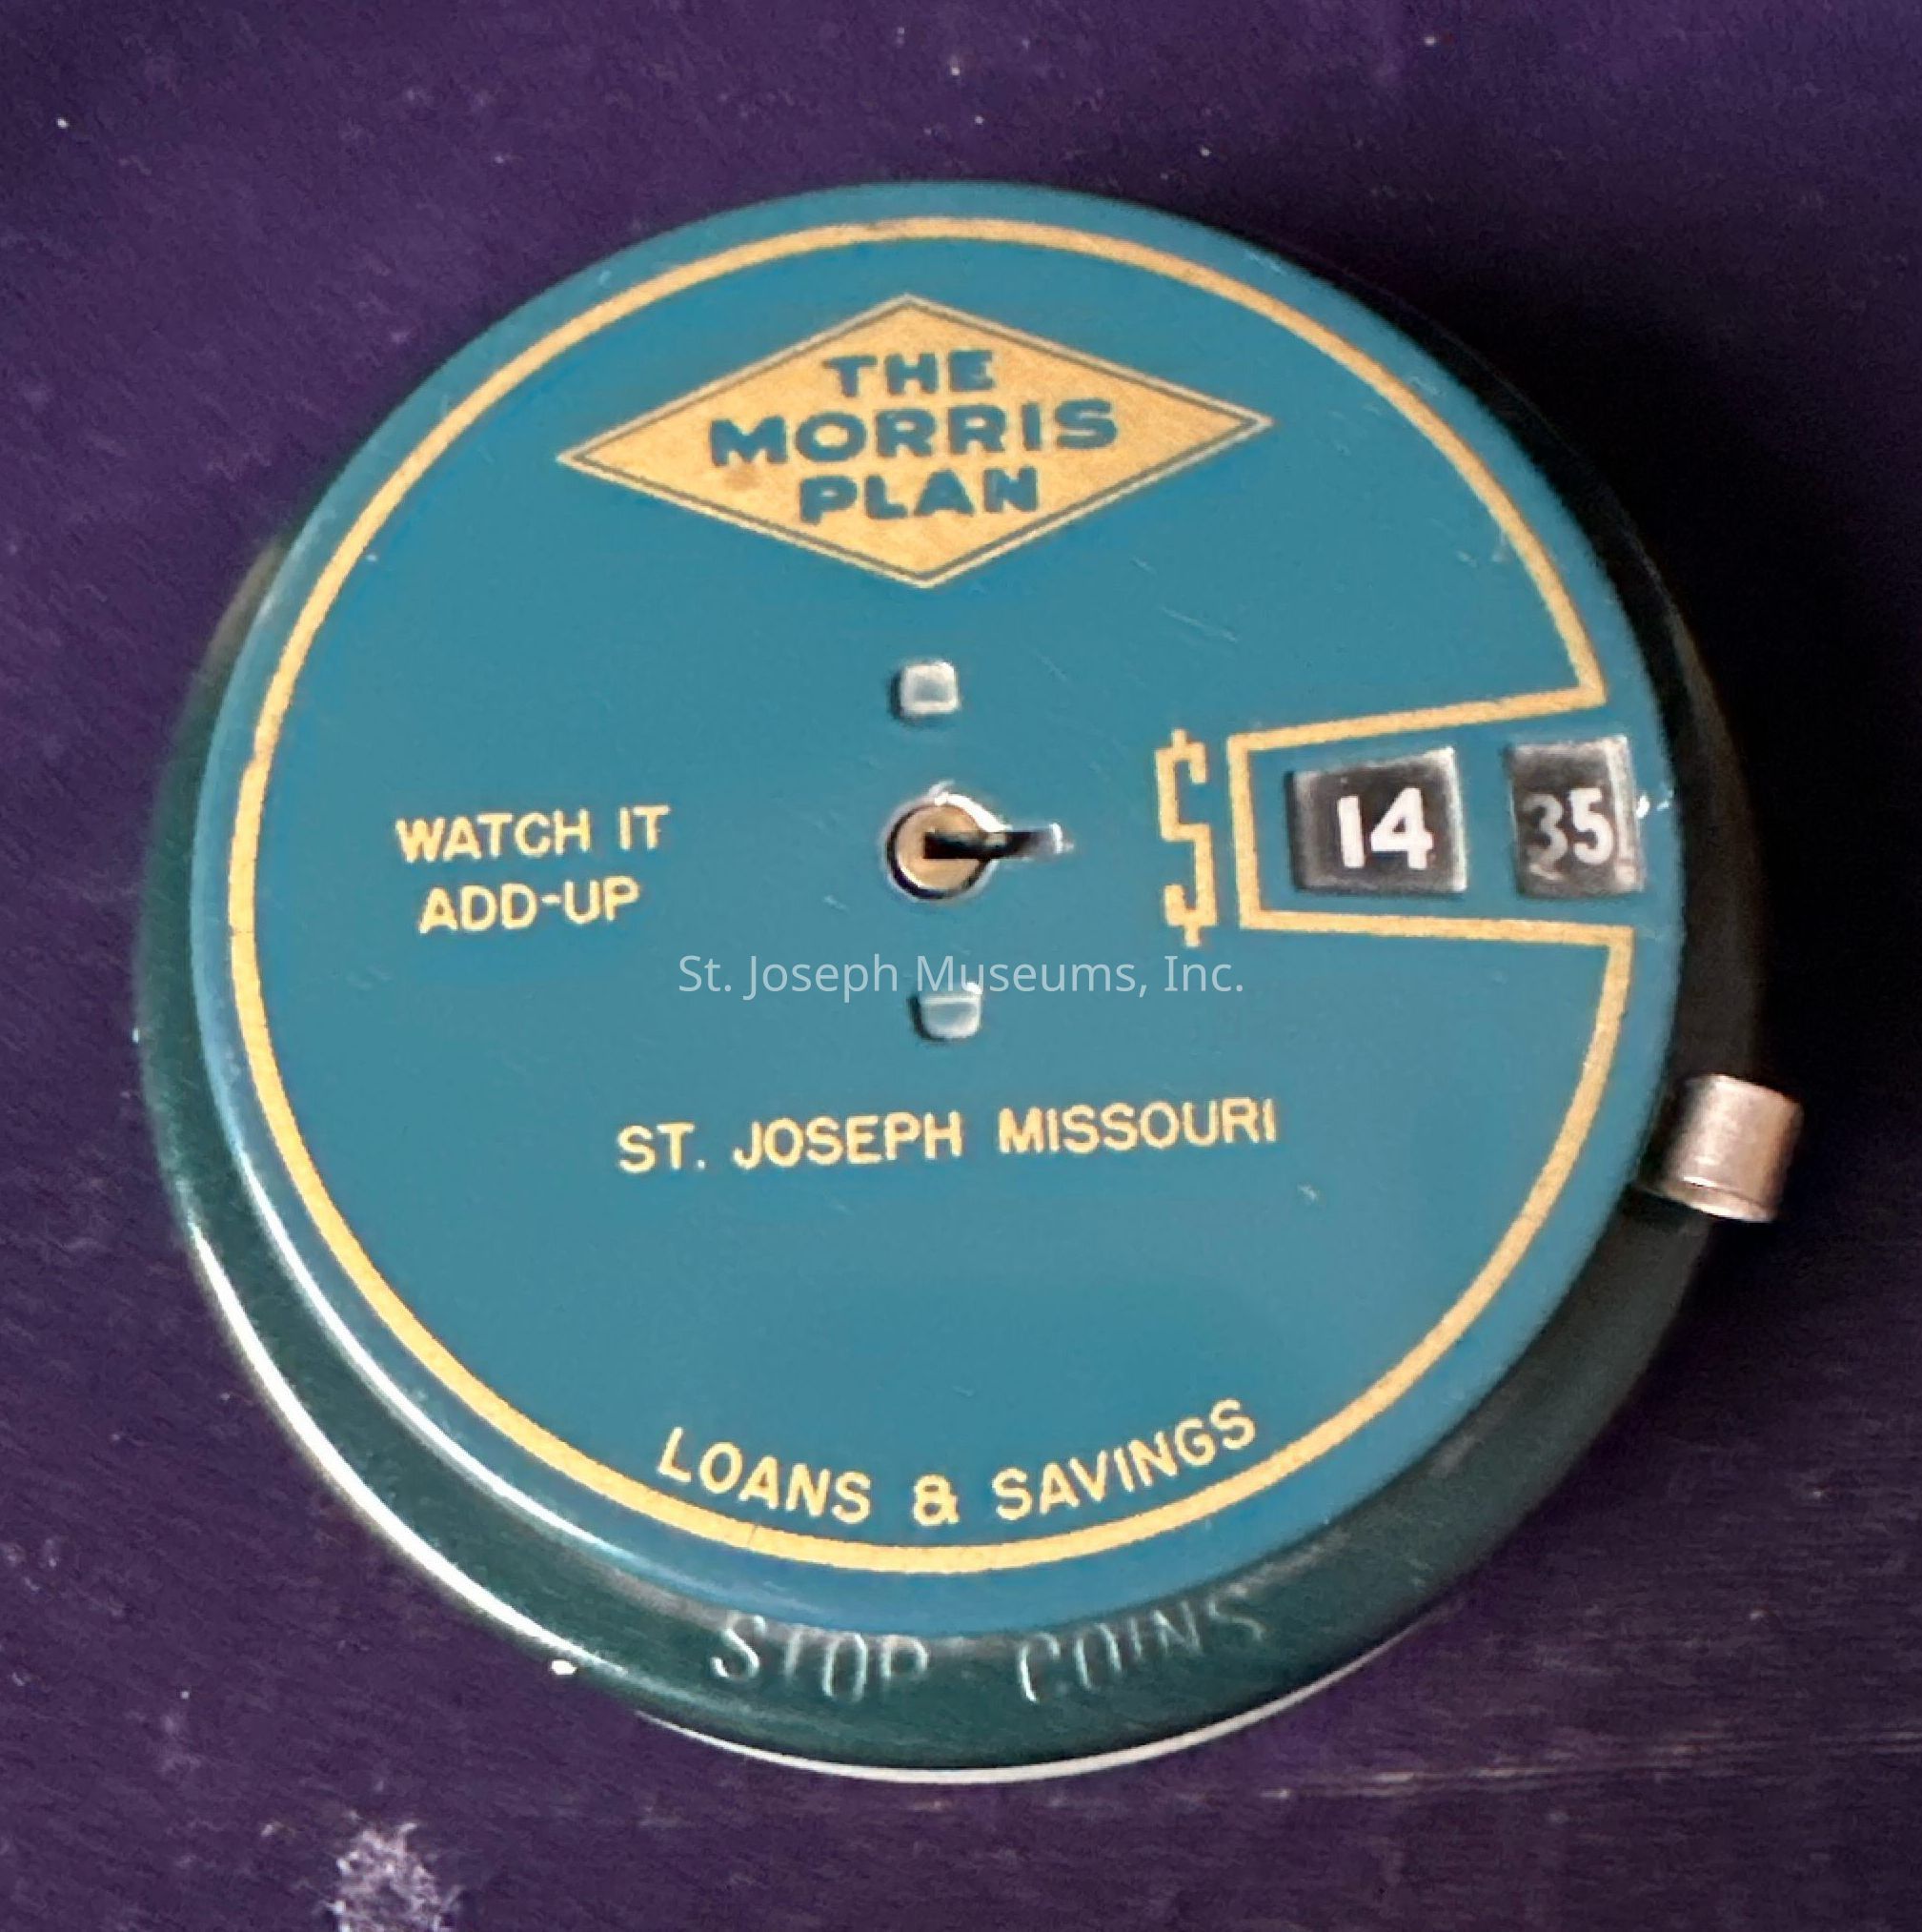 THE
MORRIS
PLAN
WATCH IT
ADD-UP
$ 14 35
St. Joseph Museums, Inc.
ST. JOSEPH MISSOURI
LOANS & SAVINGS
STOP COINS